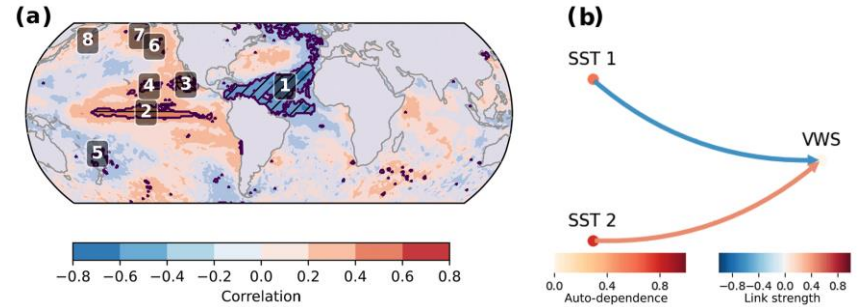 (a)
8
7
6
4
3
1
2
5
−0.8 −0.6 −0.4 −0.2 0.0 0.2 0.4 0.6 0.8
Correlation
(b)
SST 1
VWS
SST 2
0.0 0.4 0.8
Auto-dependence
−0.8 −0.4 0.0 0.4 0.8
Link strength